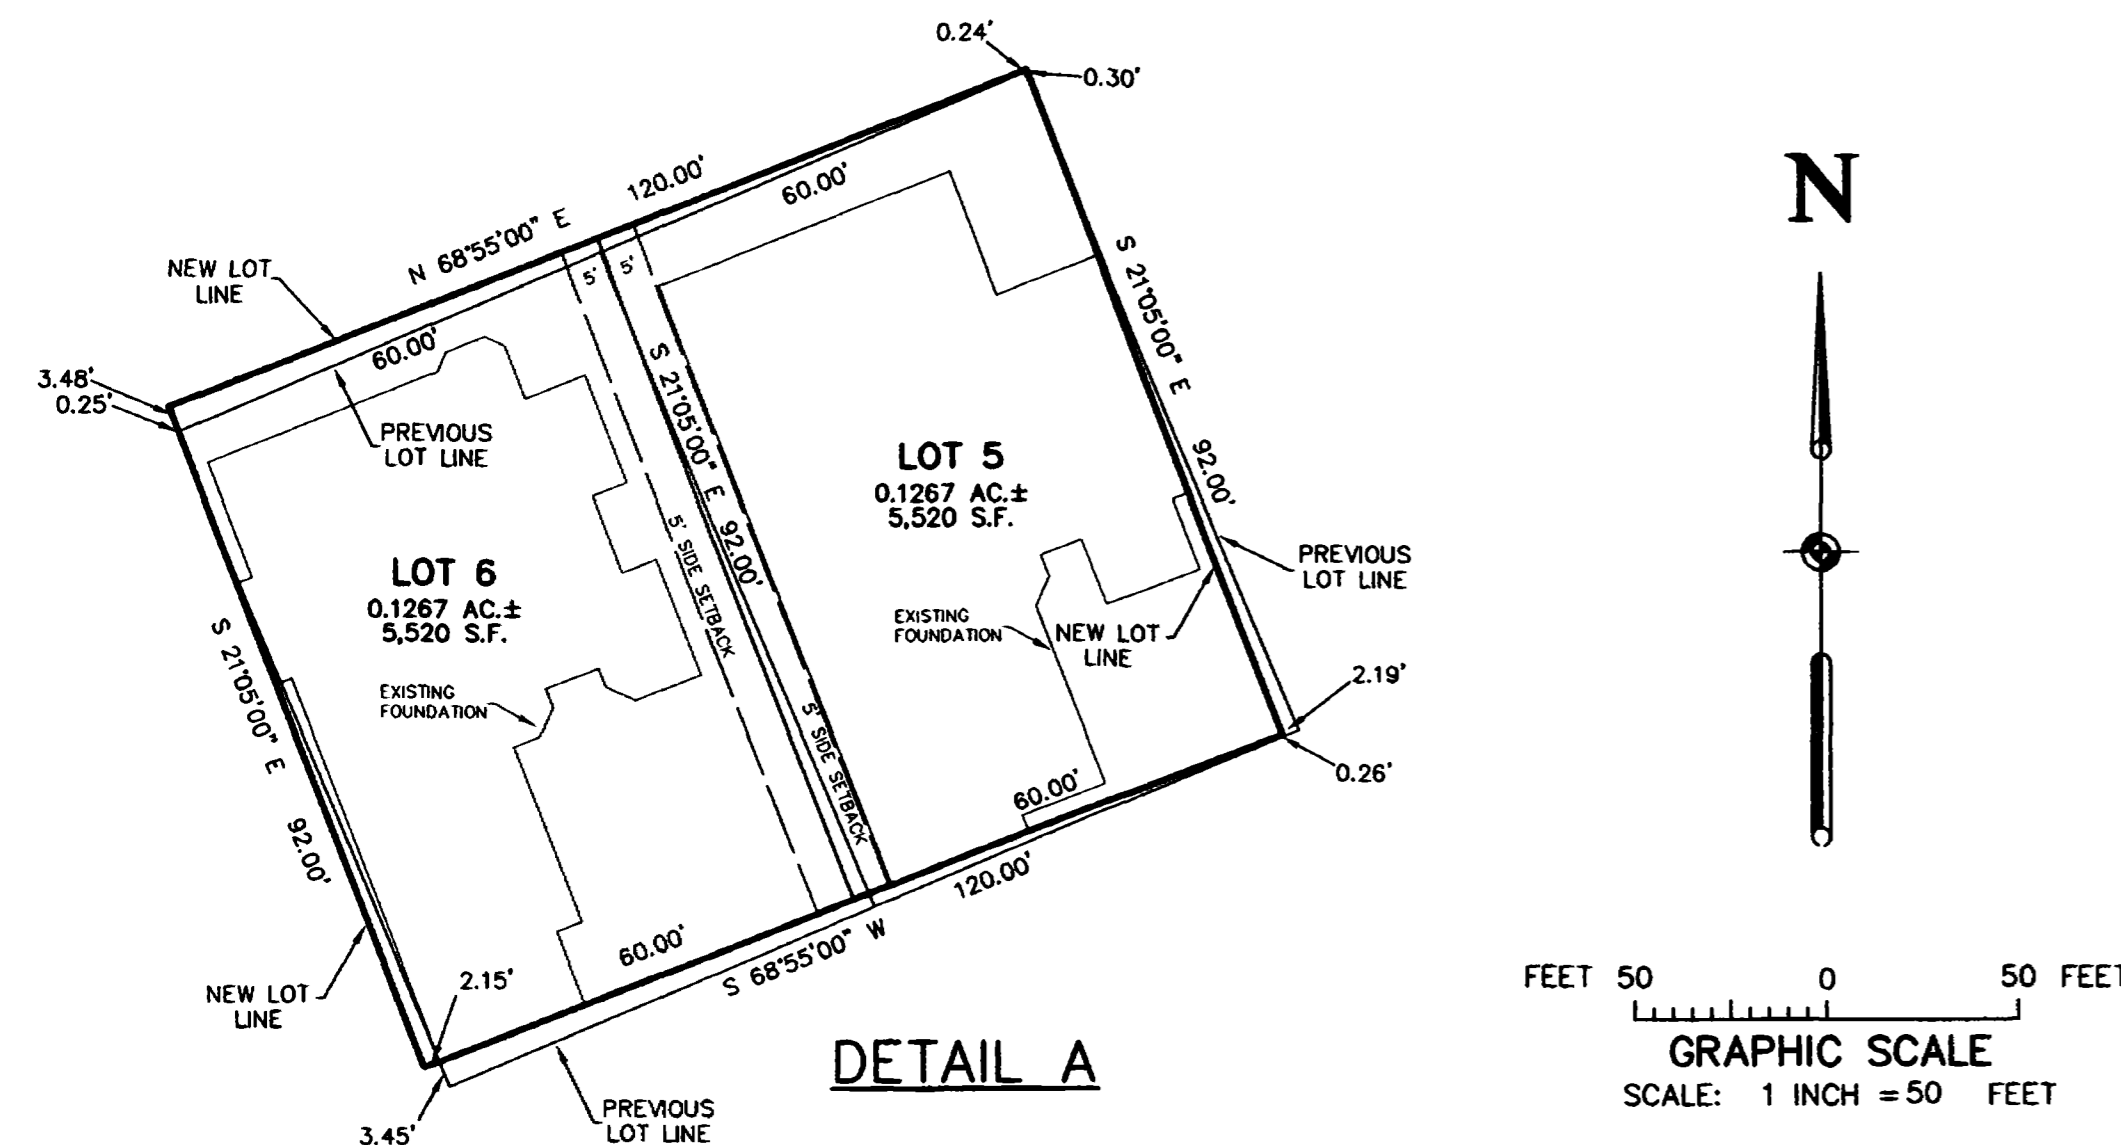 0.24'
0.30'
120.00'
60.00'
N 68°55'00" E
NEW LOT
LINE
5'
5'
S 21°05'00" E
60.00'
3.48'
0.25'
PREVIOUS
LOT LINE
S 21°05'00" E 92.00'
92.00'
LOT 5
0.1267 AC.±
5,520 S.F.
LOT 6
0.1267 AC.±
5,520 S.F.
5' SIDE SETBACK
PREVIOUS
LOT LINE
EXISTING
FOUNDATION
NEW LOT
LINE
S 21°05'00" E
92.00'
EXISTING
FOUNDATION
5' SIDE SETBACK
2.19'
0.26'
60.00'
120.00'
60.00'
S 68°55'00" W
2.15'
NEW LOT
LINE
3.45'
PREVIOUS
LOT LINE
DETAIL A
N
FEET 50 0 50 FEET
GRAPHIC SCALE
SCALE: 1 INCH = 50 FEET